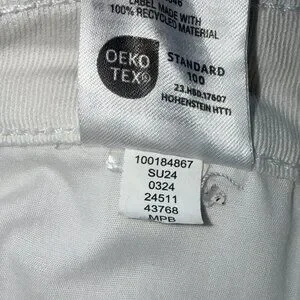 LABEL MADE WITH
100% RECYCLED MATERIAL
OEKO
TEX®
STANDARD
100
23.HBD.17607
HOHENSTEIN HTTI
100184867
SU24
0324
24511
43768
MPB